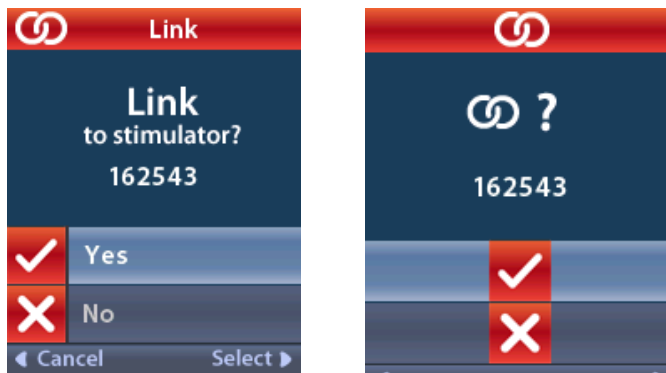 Link
Link
to stimulator?
162543
Yes
No
Cancel Select
?
162543